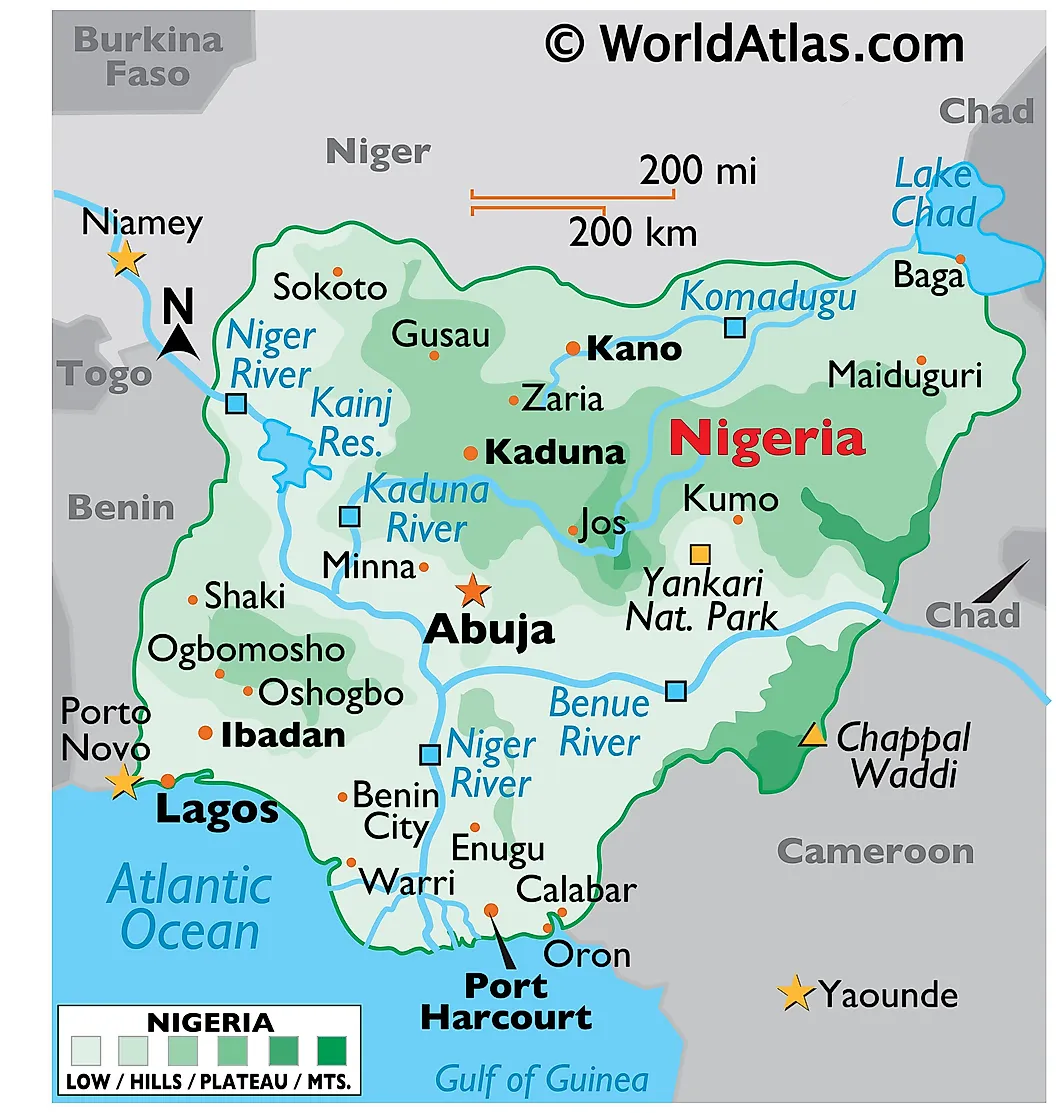 Burkina
Faso
© WorldAtlas.com
Chad
Niger
200 mi
200 km
Lake
Chad
Niamey
Baga
Sokoto
Komadugu
N
Niger
River
Gusau
Kano
Togo
Maiduguri
Kainj
Res.
Zaria
Nigeria
Kaduna
Kaduna
River
Kumo
Benin
Jos
Minna
Yankari
Nat. Park
Shaki
Chad
Abuja
Ogbomosho
Oshogbo
Benue
River
Porto
Novo
Ibadan
Niger
River
Chappal
Waddi
Lagos
Benin
City
Enugu
Cameroon
Atlantic
Ocean
Warri
Calabar
Oron
Port
Harcourt
Yaounde
NIGERIA
LOW / HILLS / PLATEAU / MTS.
Gulf of Guinea